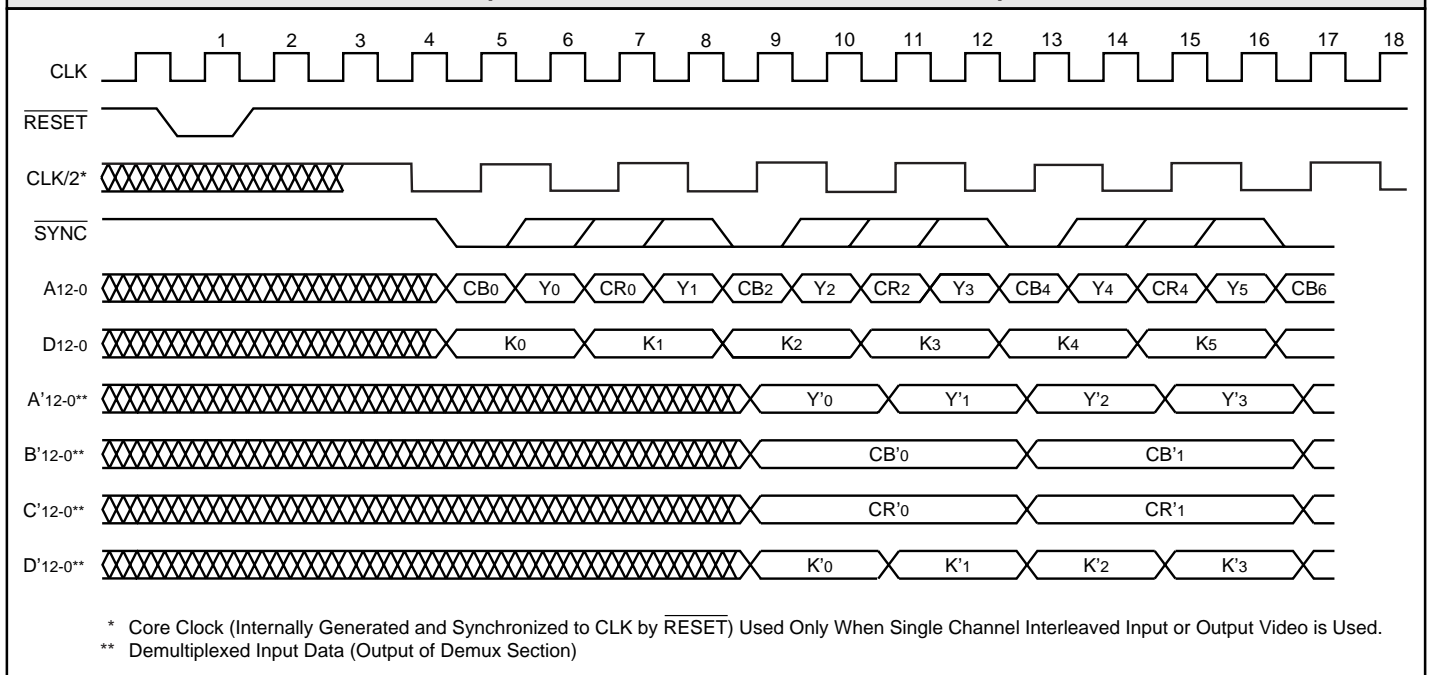 1 2 3 4 5 6 7 8 9 10 11 12 13 14 15 16 17 18
CLK
RESET
CLK/2*
SYNC
A12-0 CB0 Y0 CR0 Y1 CB2 Y2 CR2 Y3 CB4 Y4 CR4 Y5 CB6
D12-0 K0 K1 K2 K3 K4 K5
A'12-0** Y'0 Y'1 Y'2 Y'3
B'12-0** CB'0 CB'1
C'12-0** CR'0 CR'1
D'12-0** K'0 K'1 K'2 K'3
* Core Clock (Internally Generated and Synchronized to CLK by RESET) Used Only When Single Channel Interleaved Input or Output Video is Used.
** Demultiplexed Input Data (Output of Demux Section)